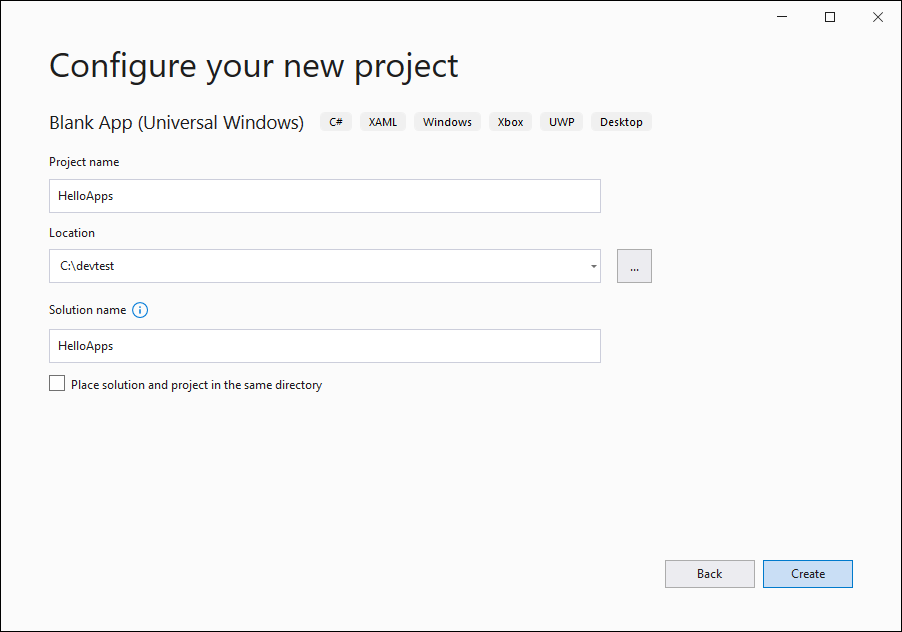 Configure your new project
Blank App (Universal Windows) C# XAML Windows Xbox UWP Desktop
Project name
HelloApps
Location
C:\devtest
...
Solution name
HelloApps
Place solution and project in the same directory
Back Create